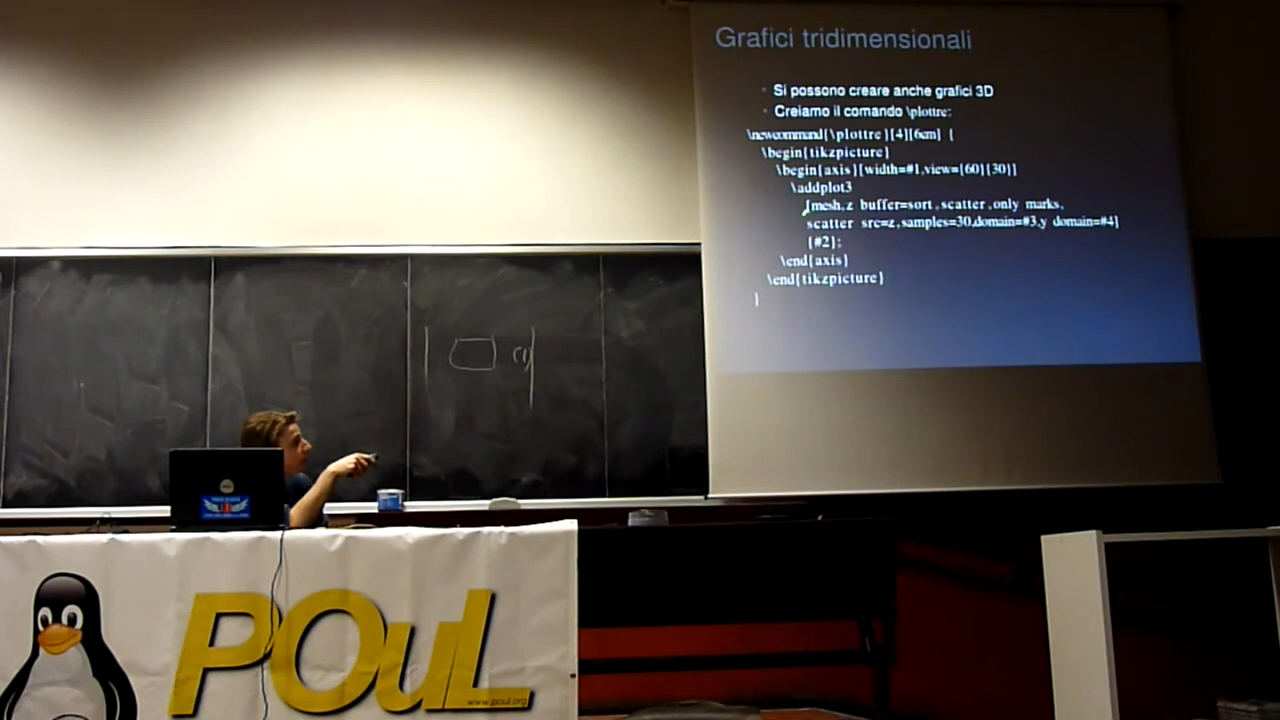 Grafici tridimensionali
Si possono creare anche grafici 3D
Creiamo il comando \plottre:
\newcommand{\plottre}[4][6cm] {
\begin{tikzpicture}
\begin{axis}[width=#1,view={60}{30}]
\addplot3
[mesh,z buffer=sort,scatter,only marks,
scatter src=z,samples=30,domain=#3,y domain=#4]
{#2};
\end{axis}
\end{tikzpicture}
}
POuL
www.poul.org